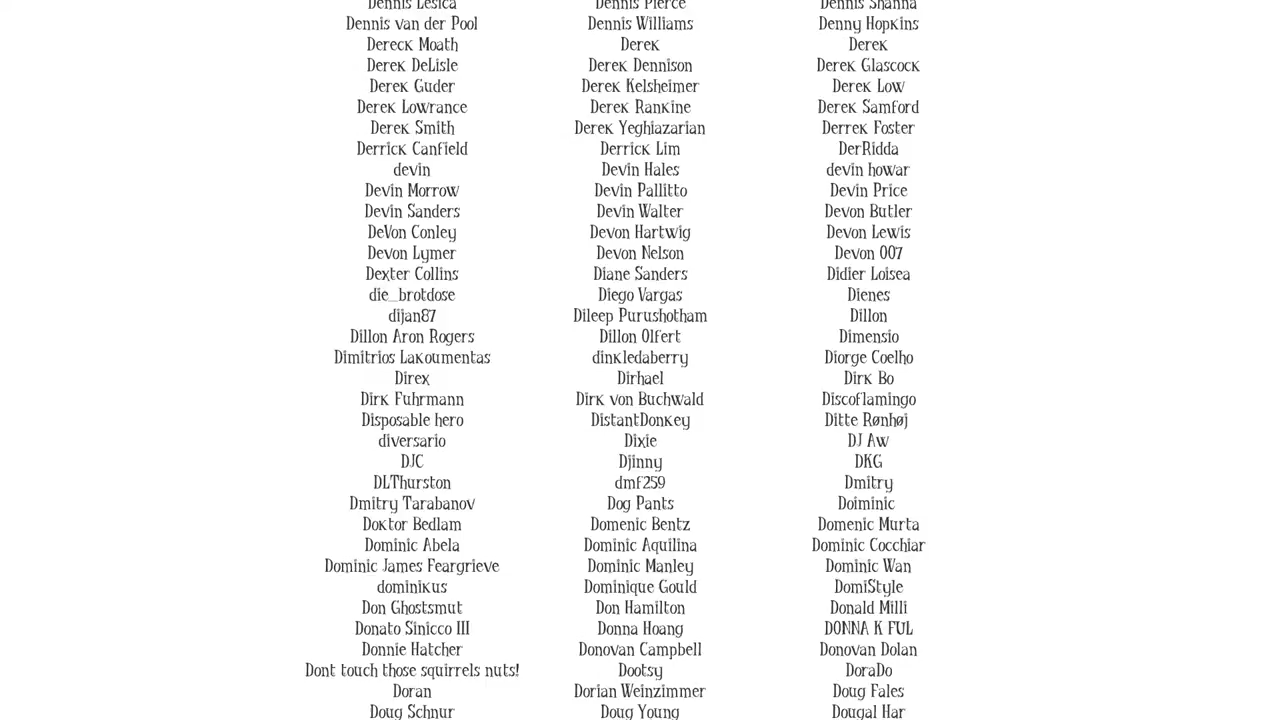 Dennis Lesica Dennis Pierce Dennis Shanna
Dennis van der Pool Dennis Williams Denny Hopkins
Dereck Moath Derek Derek
Derek DeLisle Derek Dennison Derek Glascock
Derek Guder Derek Kelsheimer Derek Low
Derek Lowrance Derek Rankine Derek Samford
Derek Smith Derek Yeghiazarian Derrek Foster
Derrick Canfield Derrick Lim DerRidda
devin Devin Hales devin howar
Devin Morrow Devin Pallitto Devin Price
Devin Sanders Devin Walter Devon Butler
DeVon Conley Devon Hartwig Devon Lewis
Devon Lymer Devon Nelson Devon 007
Dexter Collins Diane Sanders Didier Loisea
die_brotdose Diego Vargas Dienes
dijan87 Dileep Purushotham Dillon
Dillon Aron Rogers Dillon Olfert Dimensio
Dimitrios Lakoumentas dinkledaberry Diorge Coelho
Direx Dirhael Dirk Bo
Dirk Fuhrmann Dirk von Buchwald Discoflamingo
Disposable hero DistantDonkey Ditte Rønhøj
diversario Dixie DJ Aw
DJC Djinny DKG
DLThurston dmf259 Dmitry
Dmitry Tarabanov Dog Pants Doiminic
Doktor Bedlam Domenic Bentz Domenic Murta
Dominic Abela Dominic Aquilina Dominic Cocchiar
Dominic James Feargrieve Dominic Manley Dominic Wan
dominikus Dominique Gould DomiStyle
Don Ghostsmut Don Hamilton Donald Milli
Donato Sinicco III Donna Hoang DONNA K FUL
Donnie Hatcher Donovan Campbell Donovan Dolan
Dont touch those squirrels nuts! Dootsy DoraDo
Doran Dorian Weinzimmer Doug Fales
Doug Schnur Doug Young Dougal Har